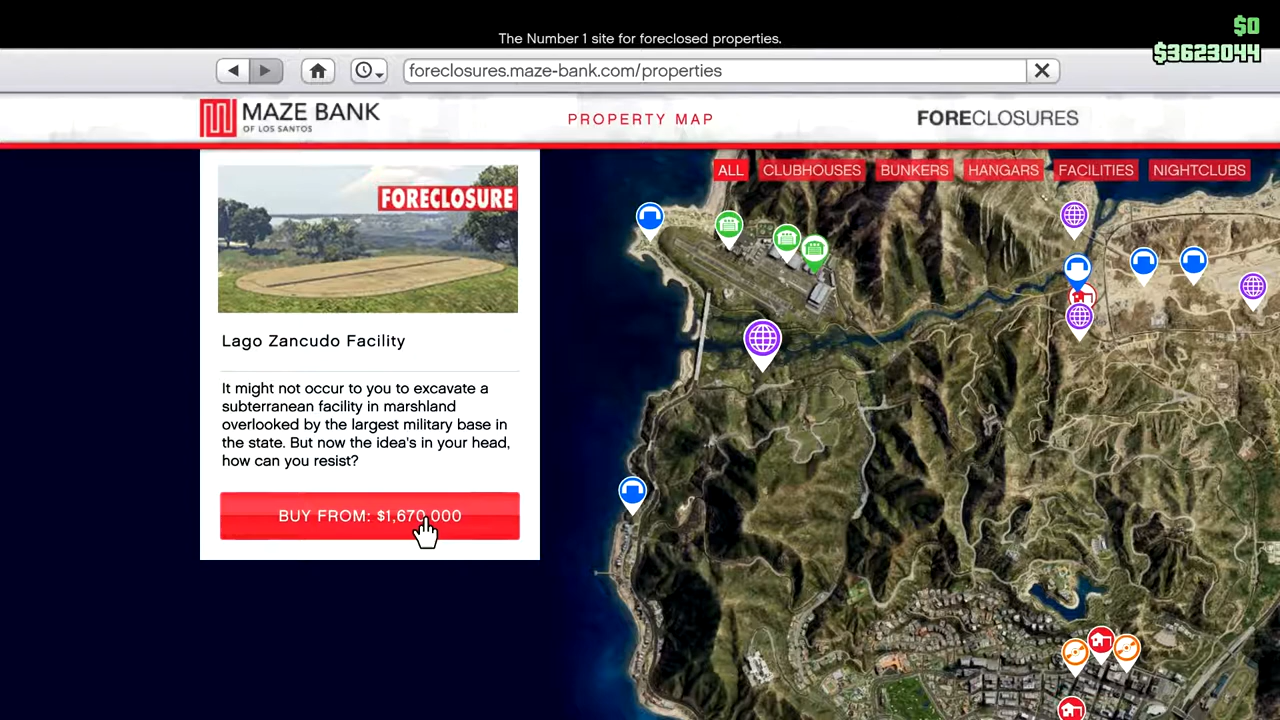 The Number 1 site for foreclosed properties.
$0
$3623044
foreclosures.maze-bank.com/properties
MAZE BANK
OF LOS SANTOS
PROPERTY MAP
FORECLOSURES
ALL
CLUBHOUSES
BUNKERS
HANGARS
FACILITIES
NIGHTCLUBS
FORECLOSURE
Lago Zancudo Facility
It might not occur to you to excavate a
subterranean facility in marshland
overlooked by the largest military base in
the state. But now the idea's in your head,
how can you resist?
BUY FROM: $1,670,000